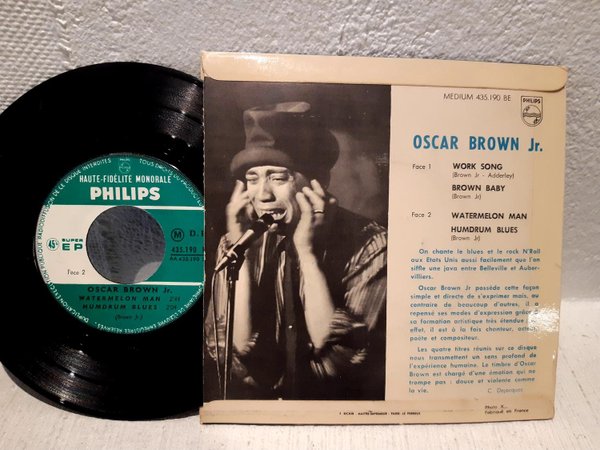 HAUTE-FIDÉLITÉ MONORALE
PHILIPS
45
SUPER
EP
Face 2
435.190
OSCAR BROWN Jr.
WATERMELON MAN
HUMDRUM BLUES
(Brown Jr.)
MEDIUM 435.190 BE
PHILIPS
OSCAR BROWN Jr.
Face 1 WORK SONG
(Brown Jr - Adderley)
BROWN BABY
(Brown Jr)
Face 2 WATERMELON MAN
HUMDRUM BLUES
(Brown Jr)
On chante le blues et le rock N'Roll
aux Etats Unis aussi facilement que l'on
siffle une java entre Belleville et Auber-
villiers.
Oscar Brown Jr possède cette façon
simple et directe de s'exprimer mais, au
contraire de beaucoup d'autres, il a
repensé ses modes d'expression grâce
sa formation artistique très étendue
effet, il est à la fois chanteur, acteur
poète et compositeur.
Les quatre titres réunis sur ce disque
nous transmettent un sens profond de
l'expérience humaine. Le timbre d'Oscar
Brown est chargé d'une émotion qui ne
trompe pas : douce et violente comme
la vie.
Photo X...
Fabriqué en France